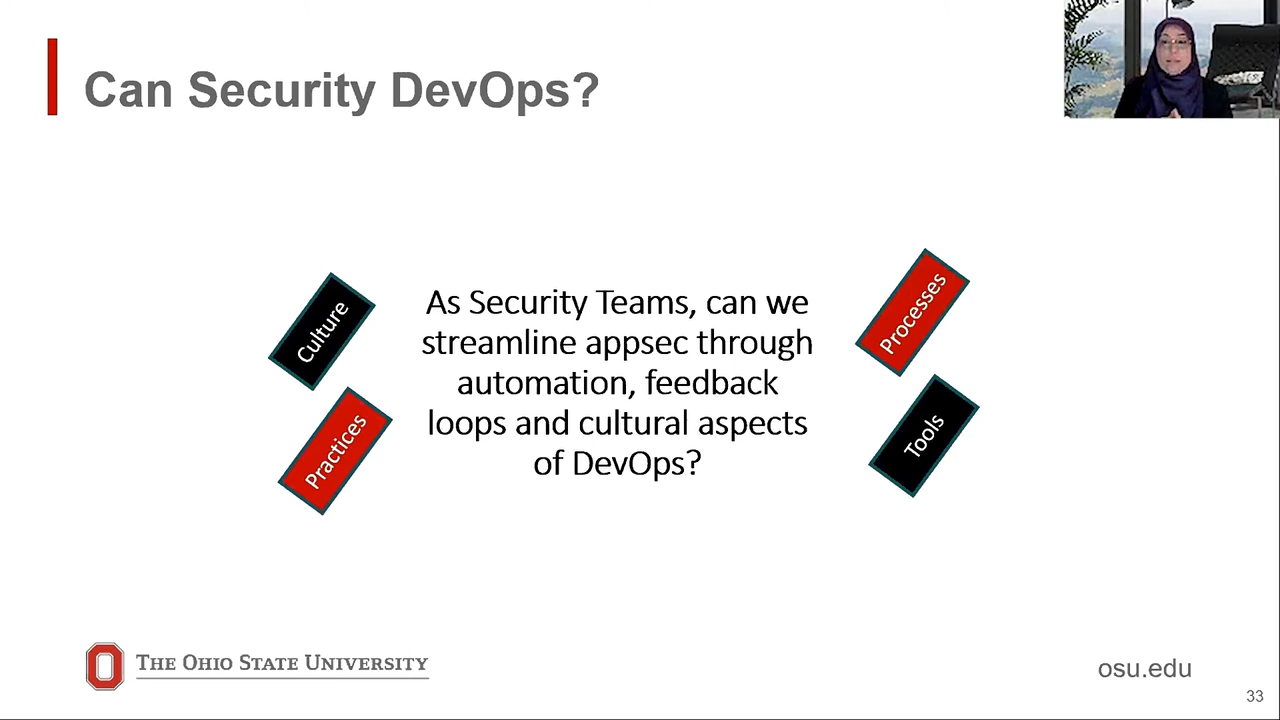 Can Security DevOps?
Culture
Practices
As Security Teams, can we
streamline appsec through
automation, feedback
loops and cultural aspects
of DevOps?
Processes
Tools
THE OHIO STATE UNIVERSITY
osu.edu
33